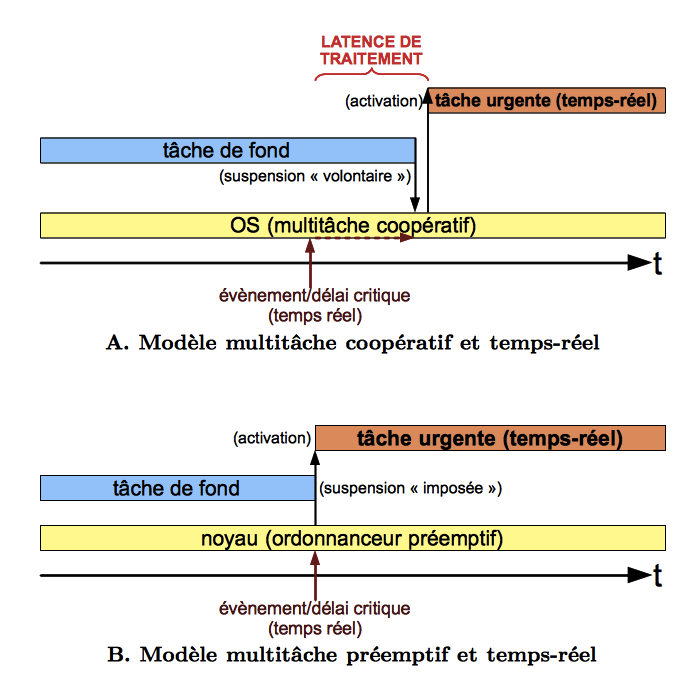 LATENCE DE
TRAITEMENT
(activation)
tâche urgente (temps-réel)
tâche de fond
(suspension « volontaire »)
OS (multitâche coopératif)
t
évènement/délai critique
(temps réel)
A. Modèle multitâche coopératif et temps-réel
(activation)
tâche urgente (temps-réel)
tâche de fond
(suspension « imposée »)
noyau (ordonnanceur préemptif)
t
évènement/délai critique
(temps réel)
B. Modèle multitâche préemptif et temps-réel